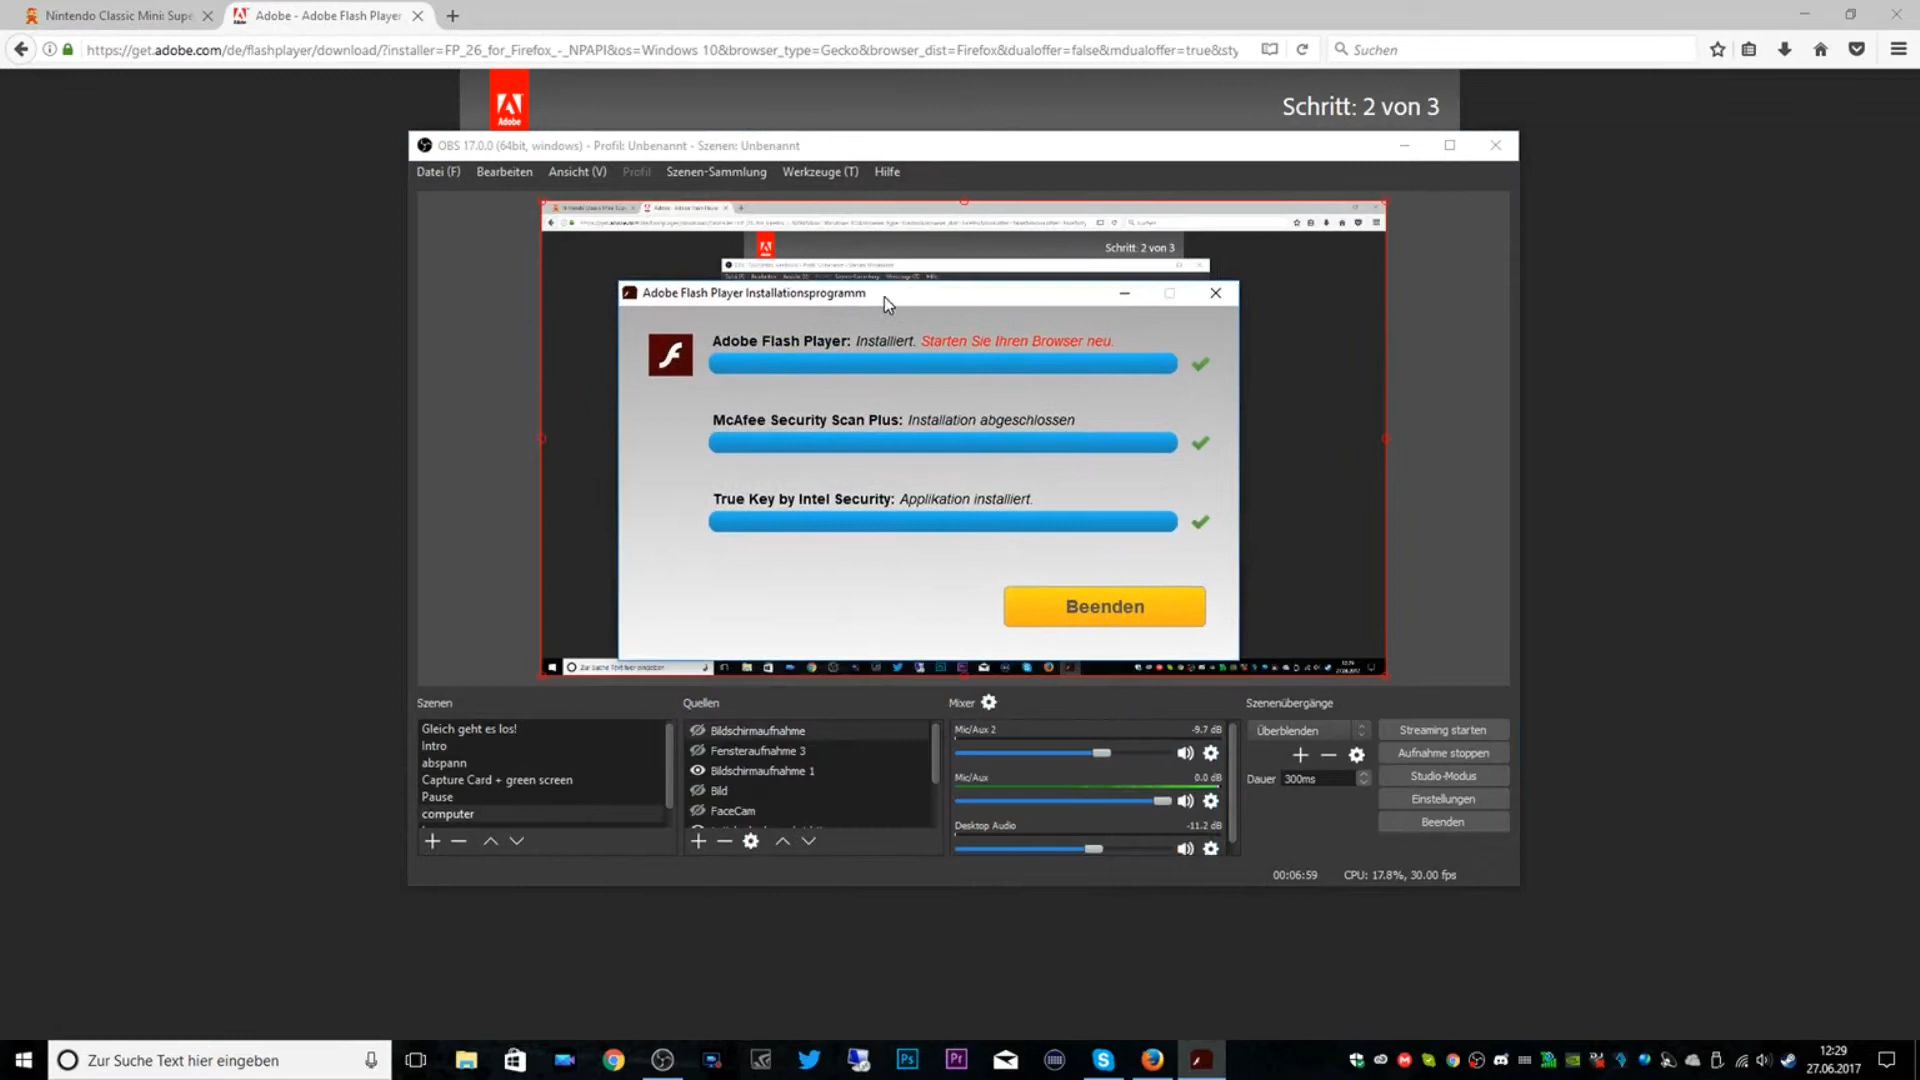 Nintendo Classic Mini: Supe
Adobe - Adobe Flash Player
https://get.adobe.com/de/flashplayer/download/?installer=FP_26_for_Firefox_-_NPAPI&os=Windows 10&browser_type=Gecko&browser_dist=Firefox&dualoffer=false&mdualoffer=true&sty
Suchen
Adobe
Schritt: 2 von 3
OBS 17.0.0 (64bit, windows) - Profil: Unbenannt - Szenen: Unbenannt
Datei (F) Bearbeiten Ansicht (V) Profil Szenen-Sammlung Werkzeuge (T) Hilfe
Schritt: 2 von 3
Adobe Flash Player Installationsprogramm
Adobe Flash Player: Installiert. Starten Sie Ihren Browser neu.
McAfee Security Scan Plus: Installation abgeschlossen
True Key by Intel Security: Applikation installiert.
Beenden
Zur Suche Text hier eingeben
Szenen
Gleich geht es los!
Intro
abspann
Capture Card + green screen
Pause
computer
Quellen
Bildschirmaufnahme
Fensteraufnahme 3
Bildschirmaufnahme 1
Bild
FaceCam
Mixer
Mic/Aux 2 -9.7 dB
Mic/Aux 0.0 dB
Desktop Audio -11.2 dB
Szenenübergänge
Überblenden
Dauer 300ms
Streaming starten
Aufnahme stoppen
Studio-Modus
Einstellungen
Beenden
00:06:59 CPU: 17.8%, 30.00 fps
Zur Suche Text hier eingeben
Ps
Pr
12:29
27.06.2017